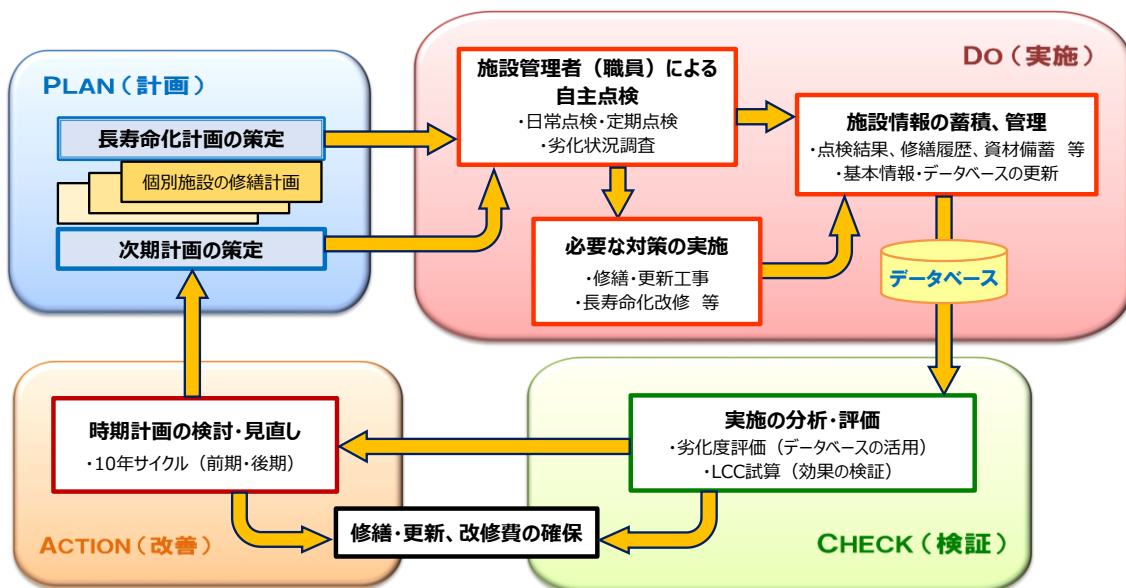 PLAN（計画）
長寿命化計画の策定
個別施設の修繕計画
次期計画の策定
DO（実施）
施設管理者（職員）による
自主点検
・日常点検・定期点検
・劣化状況調査
施設情報の蓄積、管理
・点検結果、修繕履歴、資材備蓄 等
・基本情報・データベースの更新
必要な対策の実施
・修繕・更新工事
・長寿命化改修 等
データベース
実施の分析・評価
・劣化度評価（データベースの活用）
・LCC試算（効果の検証）
CHECK（検証）
時期計画の検討・見直し
・10年サイクル（前期・後期）
修繕・更新、改修費の確保
ACTION（改善）